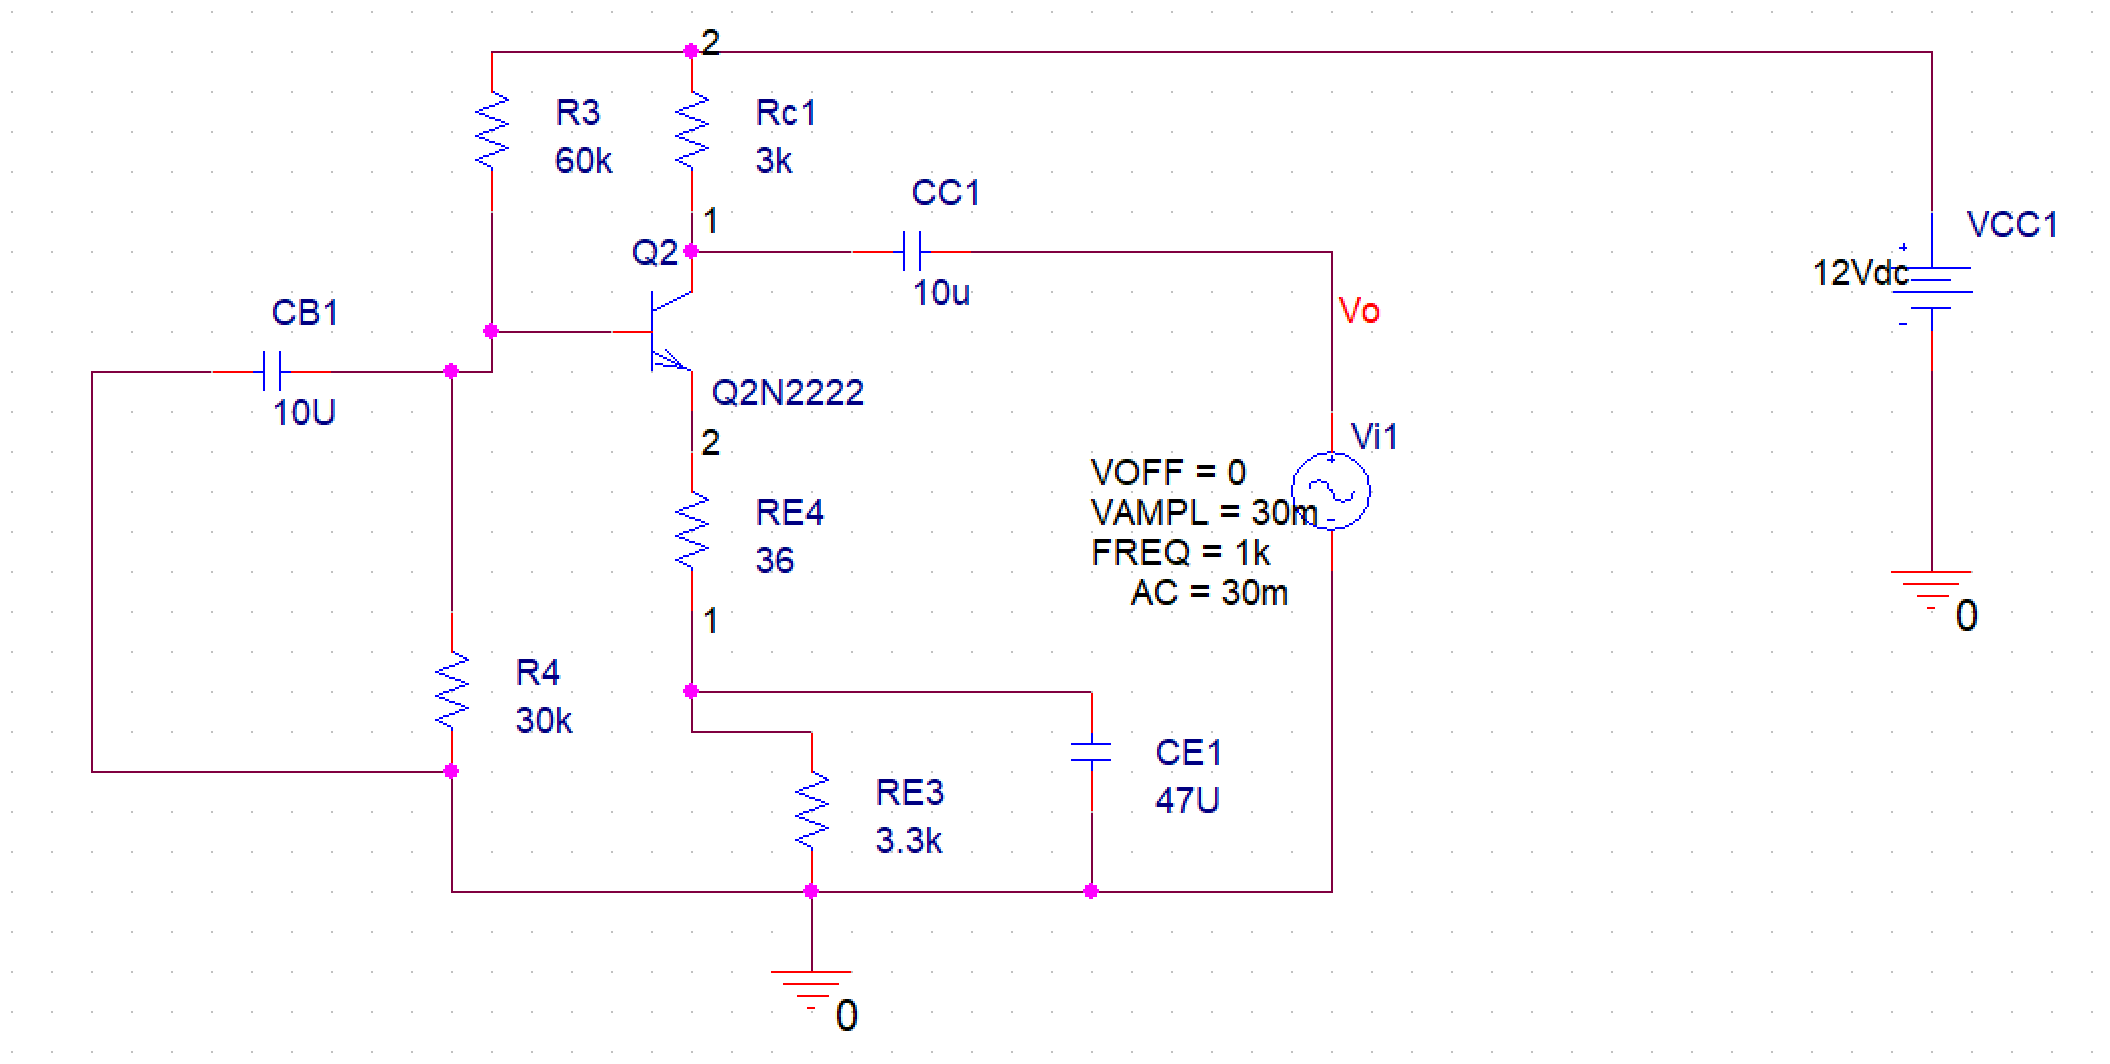 2
R3
60k
Rc1
3k
1
CC1
10u
Q2
VCC1
+
12Vdc
-
CB1
10U
Vo
Q2N2222
2
Vi1
VOFF = 0
VAMPL = 30m
FREQ = 1k
AC = 30m
+
-
RE4
36
1
0
R4
30k
CE1
47U
RE3
3.3k
0